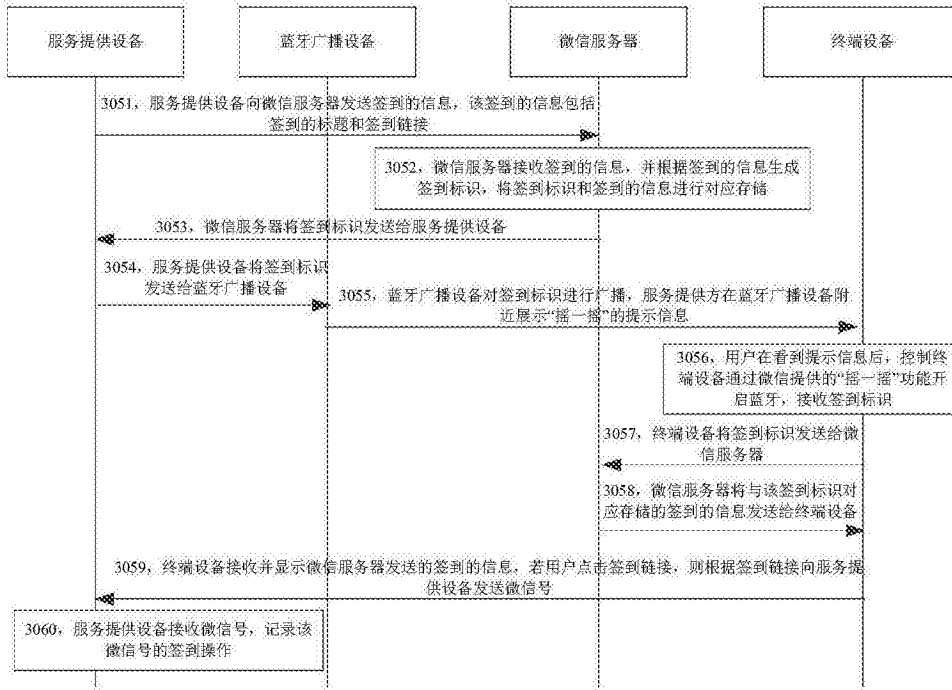 服务提供设备
蓝牙广播设备
微信服务器
终端设备
3051，服务提供设备向微信服务器发送签到的信息，该签到的信息包括
签到的标题和签到链接
3052，微信服务器接收签到的信息，并根据签到的信息生成
签到标识，将签到标识和签到的信息进行对应存储
3053，微信服务器将签到标识发送给服务提供设备
3054，服务提供设备将签到标识
发送给蓝牙广播设备
3055，蓝牙广播设备对签到标识进行广播，服务提供方在蓝牙广播设备附
近展示“摇一摇”的提示信息
3056，用户在看到提示信息后，控制终
端设备通过微信提供的“摇一摇”功能开
启蓝牙，接收签到标识
3057，终端设备将签到标识发送给微
信服务器
3058，微信服务器将与该签到标识对
应存储的签到的信息发送给终端设备
3059，终端设备接收并显示微信服务器发送的签到的信息，若用户点击签到链接，则根据签到链接向服务提
供设备发送微信号
3060，服务提供设备接收微信号，记录该
微信号的签到操作